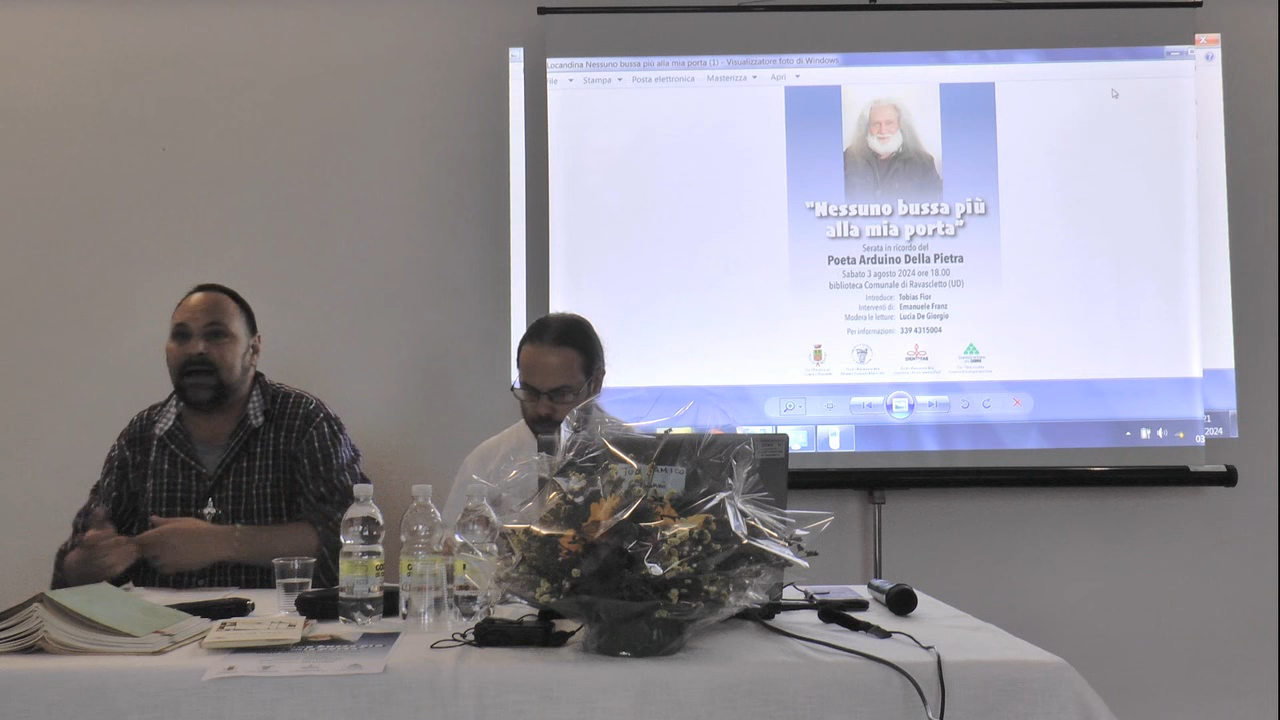 Locandina Nessuno bussa più alla mia porta (1) - Visualizzatore foto di Windows
Stampa Posta elettronica Masterizza Apri
"Nessuno bussa più
alla mia porta"
Serata in ricordo del
Poeta Arduino Della Pietra
Sabato 3 agosto 2024 ore 18.00
biblioteca Comunale di Ravascletto (UD)
Introduce: Tobias Fior
Interventi di: Emanuele Franz
Modera le letture: Lucia De Giorgio
Per informazioni: 339 4315004
2024